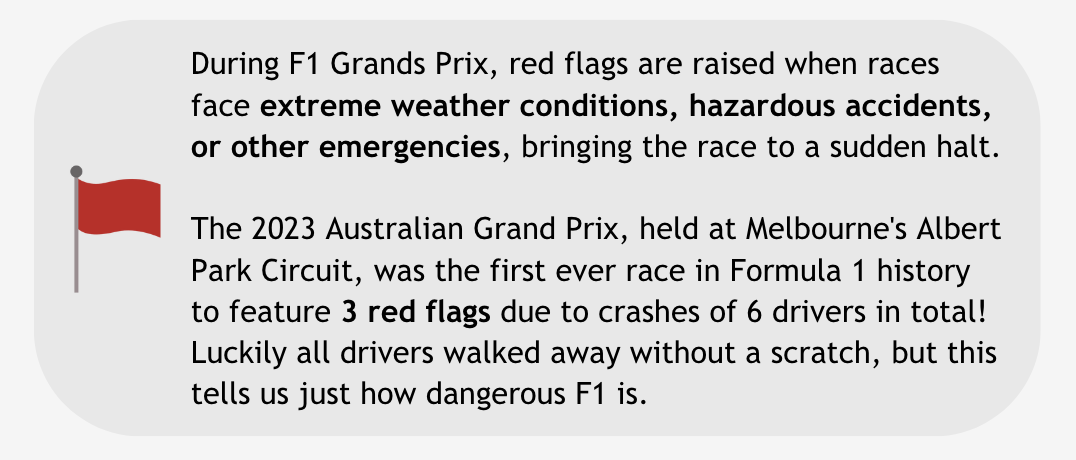 During F1 Grands Prix, red flags are raised when races
face extreme weather conditions, hazardous accidents,
or other emergencies, bringing the race to a sudden halt.
The 2023 Australian Grand Prix, held at Melbourne's Albert
Park Circuit, was the first ever race in Formula 1 history
to feature 3 red flags due to crashes of 6 drivers in total!
Luckily all drivers walked away without a scratch, but this
tells us just how dangerous F1 is.